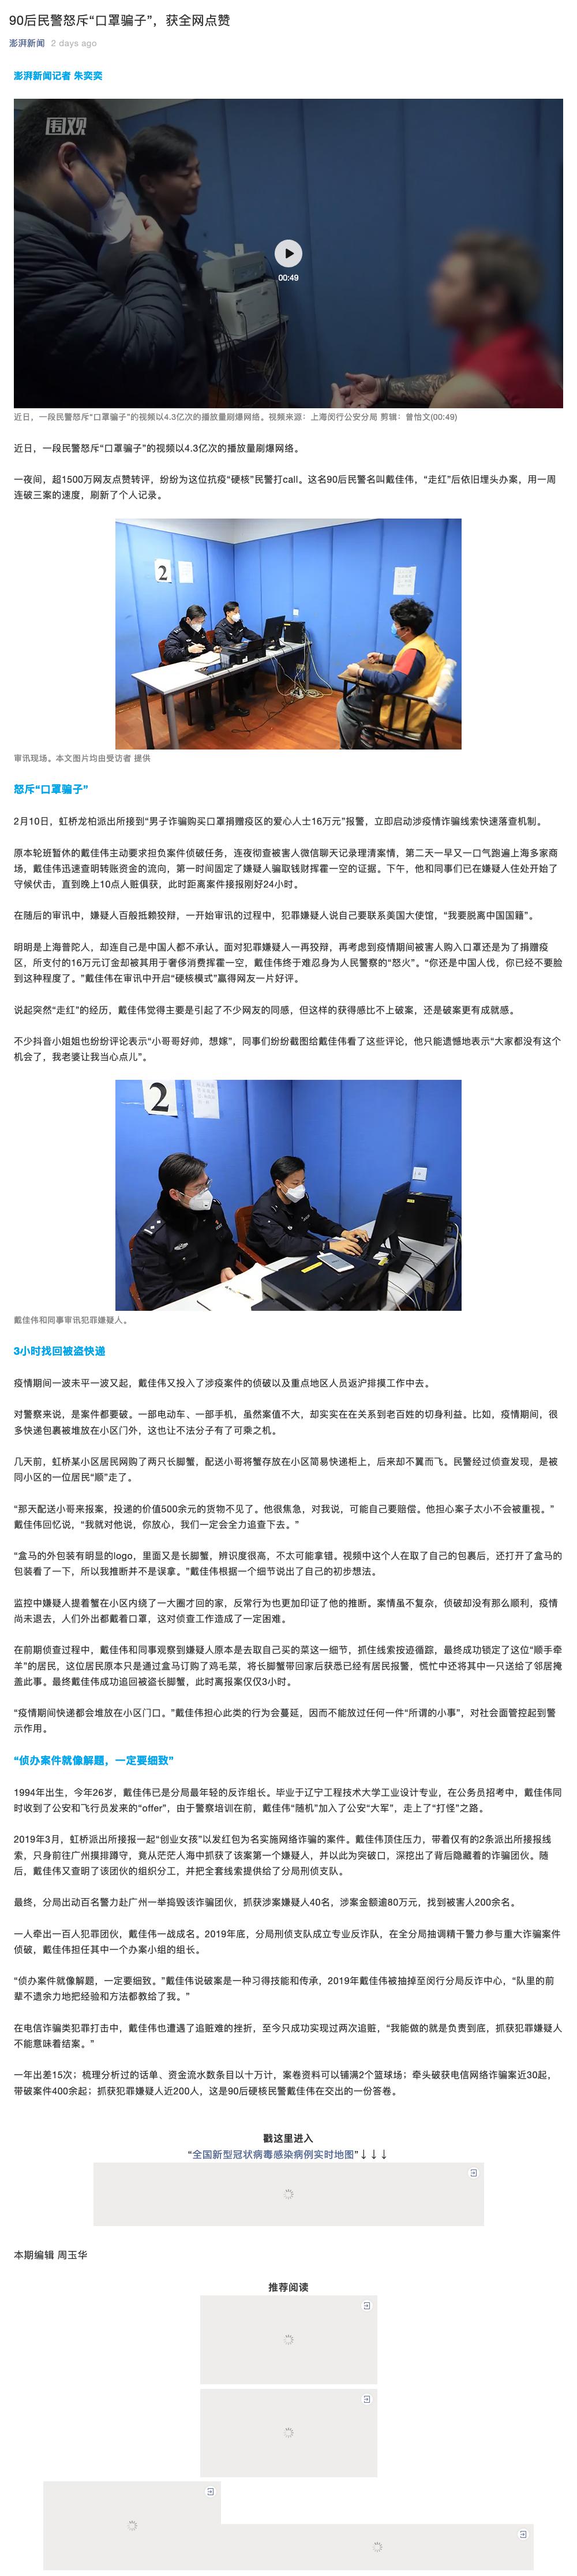 90后民警怒斥“口罩骗子”，获全网点赞
澎湃新闻 2 days ago
澎湃新闻记者 朱奕奕
围观
00:49
近日，一段民警怒斥“口罩骗子”的视频以4.3亿次的播放量刷爆网络。视频来源：上海闵行公安分局 剪辑：曾怡文(00:49)
近日，一段民警怒斥“口罩骗子”的视频以4.3亿次的播放量刷爆网络。
一夜间，超1500万网友点赞转评，纷纷为这位抗疫“硬核”民警打call。这名90后民警名叫戴佳伟，“走红”后依旧埋头办案，用一周
连破三案的速度，刷新了个人记录。
2
审讯现场。本文图片均由受访者 提供
怒斥“口罩骗子”
2月10日，虹桥龙柏派出所接到“男子诈骗购买口罩捐赠疫区的爱心人士16万元”报警，立即启动涉疫情诈骗线索快速落查机制。
原本轮班暂休的戴佳伟主动要求担负案件侦破任务，连夜彻查被害人微信聊天记录理清案情，第二天一早又一口气跑遍上海多家商
场，戴佳伟迅速查明转账资金的流向，第一时间固定了嫌疑人骗取钱财挥霍一空的证据。下午，他和同事们已在嫌疑人住处开始了
守候伏击，直到晚上10点人赃俱获，此时距离案件接报刚好24小时。
在随后的审讯中，嫌疑人百般抵赖狡辩，一开始审讯的过程中，犯罪嫌疑人说自己要联系美国大使馆，“我要脱离中国国籍”。
明明是上海普陀人，却连自己是中国人都不承认。面对犯罪嫌疑人一再狡辩，再考虑到疫情期间被害人购入口罩还是为了捐赠疫
区，所支付的16万元订金却被其用于奢侈消费挥霍一空，戴佳伟终于难忍身为人民警察的“怒火”。“你还是中国人伐，你已经不要脸
到这种程度了。”戴佳伟在审讯中开启“硬核模式”赢得网友一片好评。
说起突然“走红”的经历，戴佳伟觉得主要是引起了不少网友的同感，但这样的获得感比不上破案，还是破案更有成就感。
不少抖音小姐姐也纷纷评论表示“小哥哥好帅，想嫁”，同事们纷纷截图给戴佳伟看了这些评论，他只能遗憾地表示“大家都没有这个
机会了，我老婆让我当心点儿”。
2
戴佳伟和同事审讯犯罪嫌疑人。
3小时找回被盗快递
疫情期间一波未平一波又起，戴佳伟又投入了涉疫案件的侦破以及重点地区人员返沪排摸工作中去。
对警察来说，是案件都要破。一部电动车、一部手机，虽然案值不大，却实实在在关系到老百姓的切身利益。比如，疫情期间，很
多快递包裹被堆放在小区门外，这也让不法分子有了可乘之机。
几天前，虹桥某小区居民网购了两只长脚蟹，配送小哥将蟹存放在小区简易快递柜上，后来却不翼而飞。民警经过侦查发现，是被
同小区的一位居民“顺”走了。
“那天配送小哥来报案，投递的价值500余元的货物不见了。他很焦急，对我说，可能自己要赔偿。他担心案子太小不会被重视。”
戴佳伟回忆说，“我就对他说，你放心，我们一定会全力追查下去。”
“盒马的外包装有明显的logo，里面又是长脚蟹，辨识度很高，不太可能拿错。视频中这个人在取了自己的包裹后，还打开了盒马的
包装看了一下，所以我推断并不是误拿。”戴佳伟根据一个细节说出了自己的初步想法。
监控中嫌疑人提着蟹在小区内绕了一大圈才回的家，反常行为也更加印证了他的推断。案情虽不复杂，侦破却没有那么顺利，疫情
尚未退去，人们外出都戴着口罩，这对侦查工作造成了一定困难。
在前期侦查过程中，戴佳伟和同事观察到嫌疑人原本是去取自己买的菜这一细节，抓住线索按迹循踪，最终成功锁定了这位“顺手牵
羊”的居民，这位居民原本只是通过盒马订购了鸡毛菜，将长脚蟹带回家后获悉已经有居民报警，慌忙中还将其中一只送给了邻居掩
盖此事。最终戴佳伟成功追回被盗长脚蟹，此时离报案仅仅3小时。
“疫情期间快递都会堆放在小区门口。”戴佳伟担心此类的行为会蔓延，因而不能放过任何一件“所谓的小事”，对社会面管控起到警
示作用。
“侦办案件就像解题，一定要细致”
1994年出生，今年26岁，戴佳伟已是分局最年轻的反诈组长。毕业于辽宁工程技术大学工业设计专业，在公务员招考中，戴佳伟同
时收到了公安和飞行员发来的“offer”，由于警察培训在前，戴佳伟“随机”加入了公安“大军”，走上了“打怪”之路。
2019年3月，虹桥派出所接报一起“创业女孩”以发红包为名实施网络诈骗的案件。戴佳伟顶住压力，带着仅有的2条派出所接报线
索，只身前往广州摸排蹲守，竟从茫茫人海中抓获了该案第一个嫌疑人，并以此为突破口，深挖出了背后隐藏着的诈骗团伙。随
后，戴佳伟又查明了该团伙的组织分工，并把全套线索提供给了分局刑侦支队。
最终，分局出动百名警力赴广州一举捣毁该诈骗团伙，抓获涉案嫌疑人40名，涉案金额逾80万元，找到被害人200余名。
一人牵出一百人犯罪团伙，戴佳伟一战成名。2019年底，分局刑侦支队成立专业反诈队，在全分局抽调精干警力参与重大诈骗案件
侦破，戴佳伟担任其中一个办案小组的组长。
“侦办案件就像解题，一定要细致。”戴佳伟说破案是一种习得技能和传承，2019年戴佳伟被抽掉至闵行分局反诈中心，“队里的前
辈不遗余力地把经验和方法都教给了我。”
在电信诈骗类犯罪打击中，戴佳伟也遭遇了追赃难的挫折，至今只成功实现过两次追赃，“我能做的就是负责到底，抓获犯罪嫌疑人
不能意味着结案。”
一年出差15次；梳理分析过的话单、资金流水数条目以十万计，案卷资料可以铺满2个篮球场；牵头破获电信网络诈骗案近30起，
带破案件400余起；抓获犯罪嫌疑人近200人，这是90后硬核民警戴佳伟在交出的一份答卷。
戳这里进入
“全国新型冠状病毒感染病例实时地图”↓↓↓
本期编辑 周玉华
推荐阅读